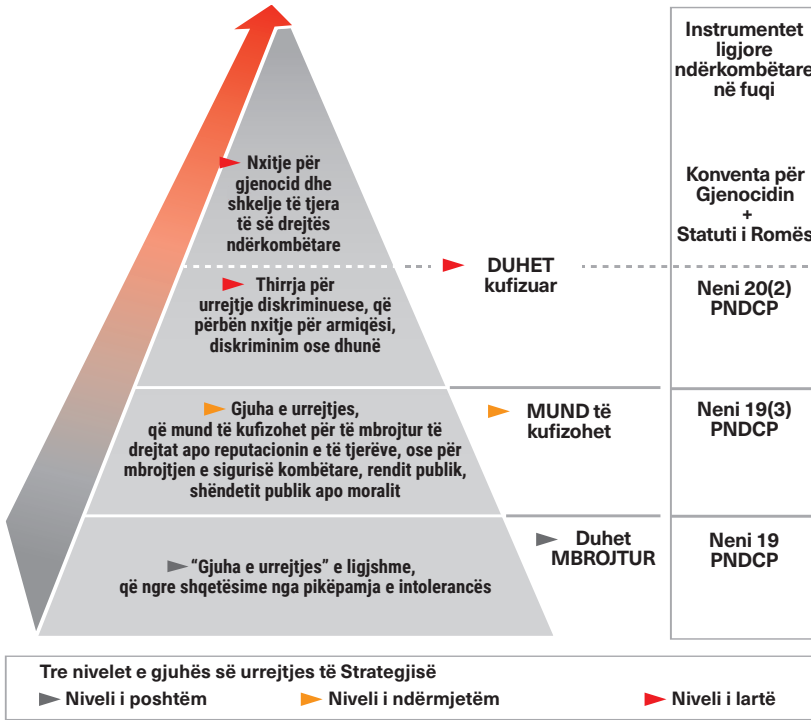 Instrumentet
ligjore
ndërkombëtare
në fuqi
Nxitje për
gjenocid dhe
shkelje të tjera
të së drejtës
ndërkombëtare
Konventa për
Gjenocidin
+
Statuti i Romës
DUHET
kufizuar
Thirrja për
urrejtje diskriminuese, që
përbën nxitje për armiqësi,
diskriminim ose dhunë
Neni 20(2)
PNDCP
Gjuha e urrejtjes,
që mund të kufizohet për të mbrojtur të
drejtat apo reputacionin e të tjerëve, ose për
mbrojtjen e sigurisë kombëtare, rendit publik,
shëndetit publik apo moralit
MUND të
kufizohet
Neni 19(3)
PNDCP
"Gjuha e urrejtjes" e ligjshme,
që ngre shqetësime nga pikëpamja e intolerancës
Duhet
MBROJTUR
Neni 19
PNDCP
Tre nivelet e gjuhës së urrejtjes të Strategjisë
Niveli i poshtëm
Niveli i ndërmjetëm
Niveli i lartë